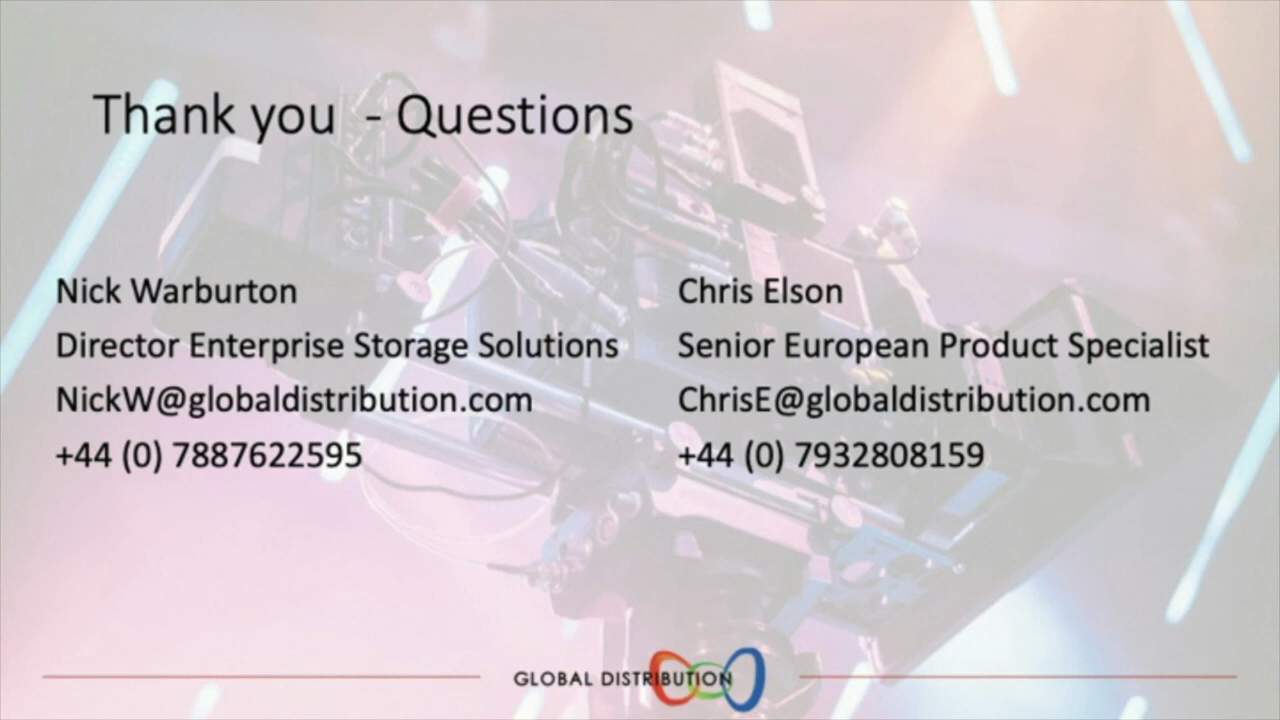 Thank you  - Questions
Nick Warburton
Director Enterprise Storage Solutions
NickW@globaldistribution.com
+44 (0) 7887622595
Chris Elson
Senior European Product Specialist
ChrisE@globaldistribution.com
+44 (0) 7932808159
GLOBAL DISTRIBUTION